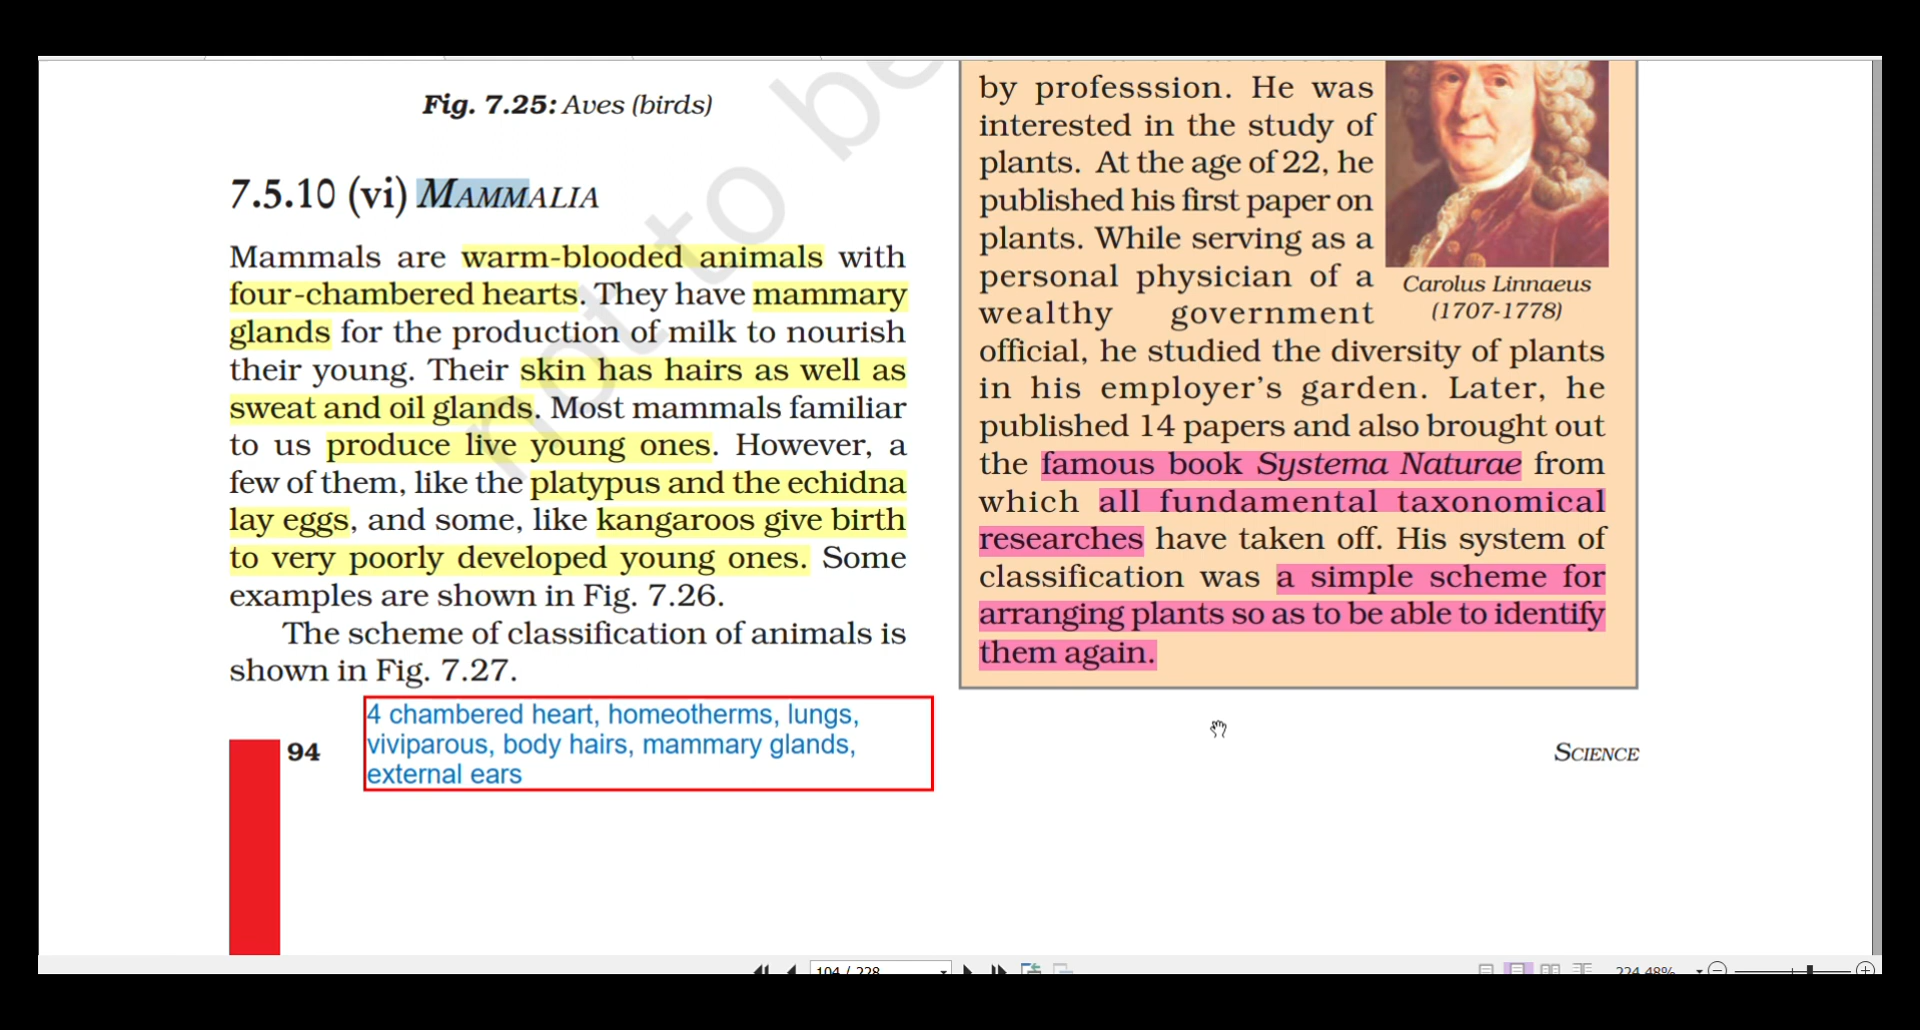 Fig. 7.25: Aves (birds)
7.5.10 (vi) MAMMALIA
Mammals are warm-blooded animals with
four-chambered hearts. They have mammary
glands for the production of milk to nourish
their young. Their skin has hairs as well as
sweat and oil glands. Most mammals familiar
to us produce live young ones. However, a
few of them, like the platypus and the echidna
lay eggs, and some, like kangaroos give birth
to very poorly developed young ones. Some
examples are shown in Fig. 7.26.
The scheme of classification of animals is
shown in Fig. 7.27.
4 chambered heart, homeotherms, lungs,
viviparous, body hairs, mammary glands,
external ears
94
not to be
by professsion. He was
interested in the study of
plants. At the age of 22, he
published his first paper on
plants. While serving as a
personal physician of a
wealthy government
official, he studied the diversity of plants
in his employer's garden. Later, he
published 14 papers and also brought out
the famous book Systema Naturae from
which all fundamental taxonomical
researches have taken off. His system of
classification was a simple scheme for
arranging plants so as to be able to identify
them again.
Carolus Linnaeus
(1707-1778)
SCIENCE
104 / 228
224.48%